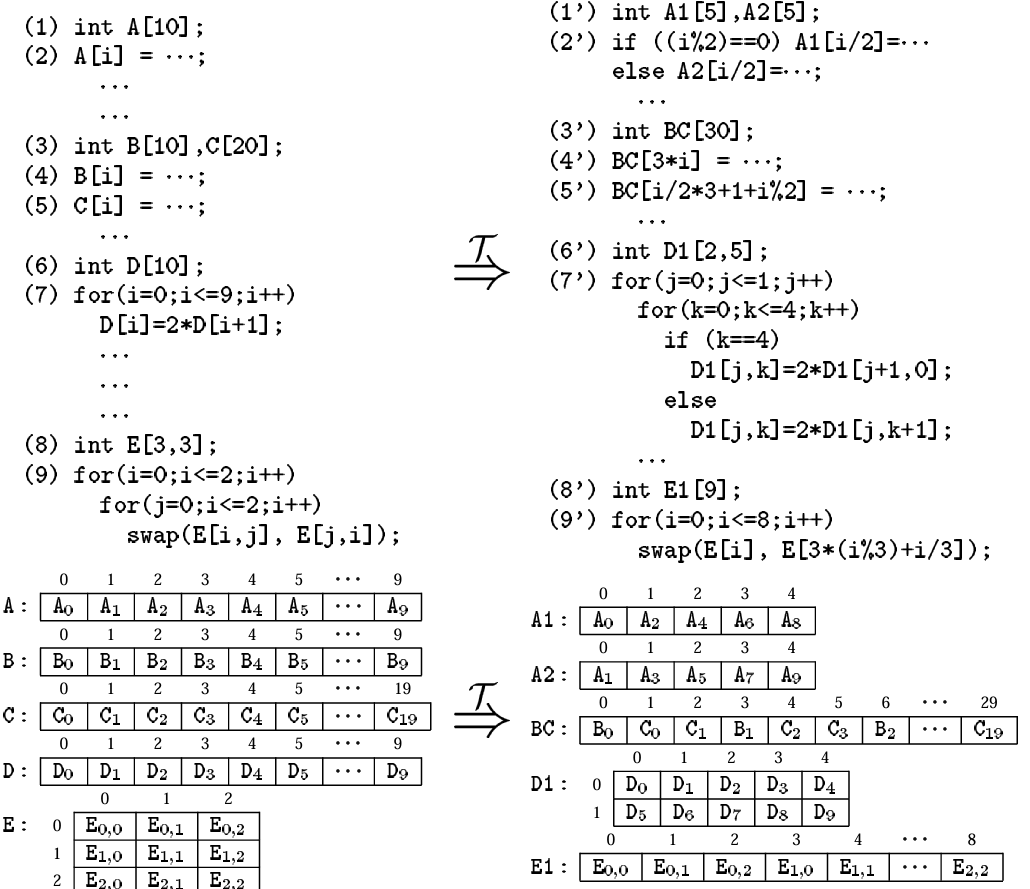 (1) int A[10];
(2) A[i] = ···;
...
...
(3) int B[10],C[20];
(4) B[i] = ···;
(5) C[i] = ···;
...
(6) int D[10];
(7) for(i=0;i<=9;i++)
D[i]=2*D[i+1];
...
...
...
(8) int E[3,3];
(9) for(i=0;i<=2;i++)
for(j=0;i<=2;i++)
swap(E[i,j], E[j,i]);
𝒯
⇒
(1') int A1[5],A2[5];
(2') if ((i%2)==0) A1[i/2]=···
else A2[i/2]=···;
...
(3') int BC[30];
(4') BC[3*i] = ···;
(5') BC[i/2*3+1+i%2] = ···;
...
(6') int D1[2,5];
(7') for(j=0;j<=1;j++)
for(k=0;k<=4;k++)
if (k==4)
D1[j,k]=2*D1[j+1,0];
else
D1[j,k]=2*D1[j,k+1];
...
(8') int E1[9];
(9') for(i=0;i<=8;i++)
swap(E[i], E[3*(i%3)+i/3]);
0 1 2 3 4 5 ··· 9
A: A₀ A₁ A₂ A₃ A₄ A₅ ··· A₉
0 1 2 3 4 5 ··· 9
B: B₀ B₁ B₂ B₃ B₄ B₅ ··· B₉
0 1 2 3 4 5 ··· 19
C: C₀ C₁ C₂ C₃ C₄ C₅ ··· C₁₉
0 1 2 3 4 5 ··· 9
D: D₀ D₁ D₂ D₃ D₄ D₅ ··· D₉
0 1 2
E: 0 E₀,₀ E₀,₁ E₀,₂
1 E₁,₀ E₁,₁ E₁,₂
2 E₂,₀ E₂,₁ E₂,₂
𝒯
⇒
0 1 2 3 4
A1: A₀ A₂ A₄ A₆ A₈
0 1 2 3 4
A2: A₁ A₃ A₅ A₇ A₉
0 1 2 3 4 5 6 ··· 29
BC: B₀ C₀ C₁ B₁ C₂ C₃ B₂ ··· C₁₉
0 1 2 3 4
D1: 0 D₀ D₁ D₂ D₃ D₄
1 D₅ D₆ D₇ D₈ D₉
0 1 2 3 4 ··· 8
E1: E₀,₀ E₀,₁ E₀,₂ E₁,₀ E₁,₁ ··· E₂,₂